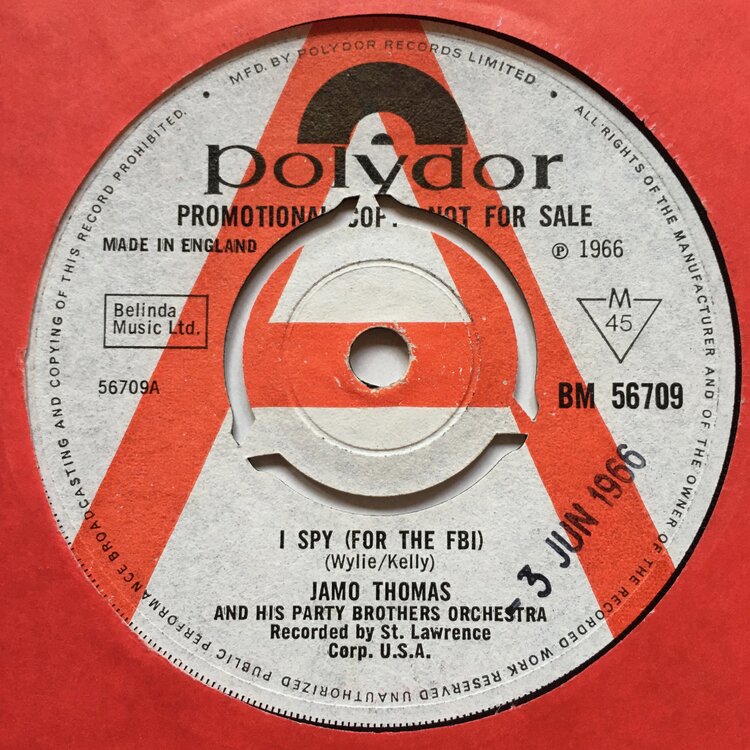 MFD. BY POLYDOR RECORDS LIMITED
ALL RIGHTS OF THE MANUFACTURER AND OF THE OWNER OF THE RECORDED WORK RESERVED UNAUTHORIZED PUBLIC PERFORMANCE BROADCASTING AND COPYING OF THIS RECORD PROHIBITED.
polydor
PROMOTIONAL COPY NOT FOR SALE
MADE IN ENGLAND
℗ 1966
Belinda
Music Ltd.
M
45
56709A
BM 56709
-3 JUN 1966
I SPY (FOR THE FBI)
(Wylie/Kelly)
JAMO THOMAS
AND HIS PARTY BROTHERS ORCHESTRA
Recorded by St. Lawrence
Corp. U.S.A.